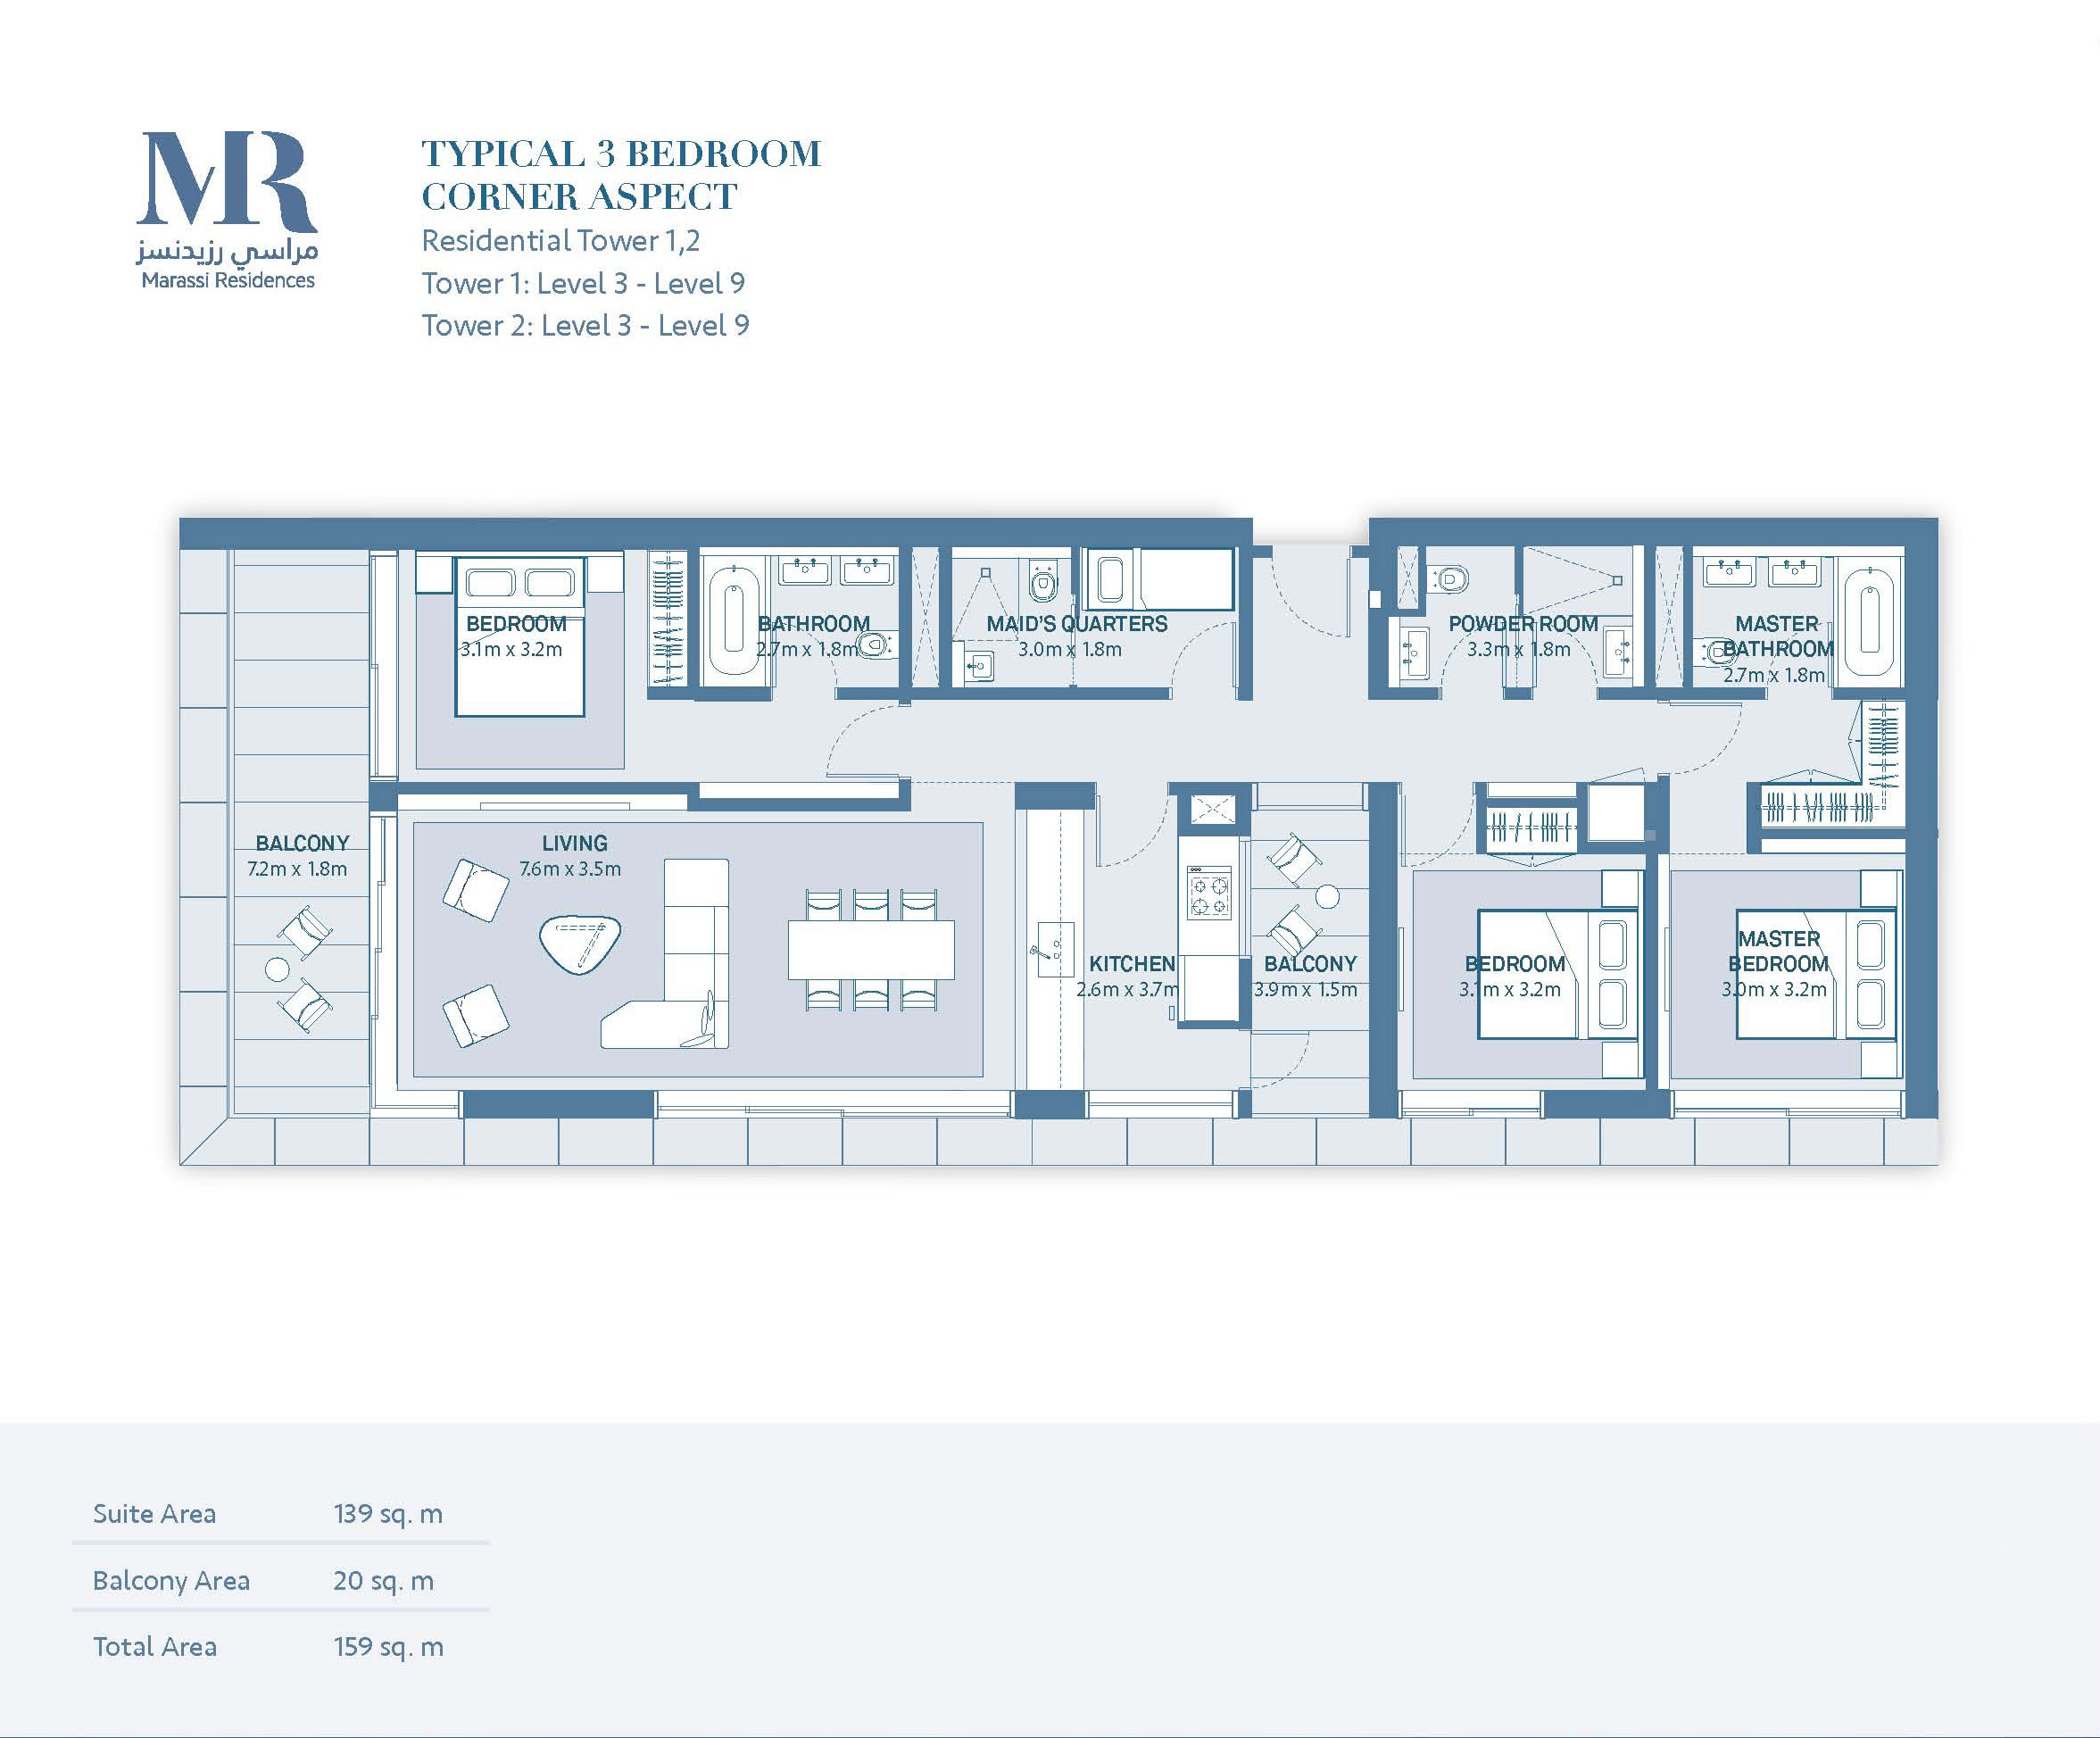 MR
مراسي رزيدنسز
Marassi Residences
TYPICAL 3 BEDROOM
CORNER ASPECT
Residential Tower 1,2
Tower 1: Level 3 - Level 9
Tower 2: Level 3 - Level 9
BEDROOM
3.1m x 3.2m
BATHROOM
2.7m x 1.8m
MAID'S QUARTERS
3.0m x 1.8m
POWDER ROOM
3.3m x 1.8m
MASTER
BATHROOM
2.7m x 1.8m
BALCONY
7.2m x 1.8m
LIVING
7.6m x 3.5m
KITCHEN
2.6m x 3.7m
BALCONY
3.9m x 1.5m
BEDROOM
3.1m x 3.2m
MASTER
BEDROOM
3.0m x 3.2m
Suite Area 139 sq. m
Balcony Area 20 sq. m
Total Area 159 sq. m